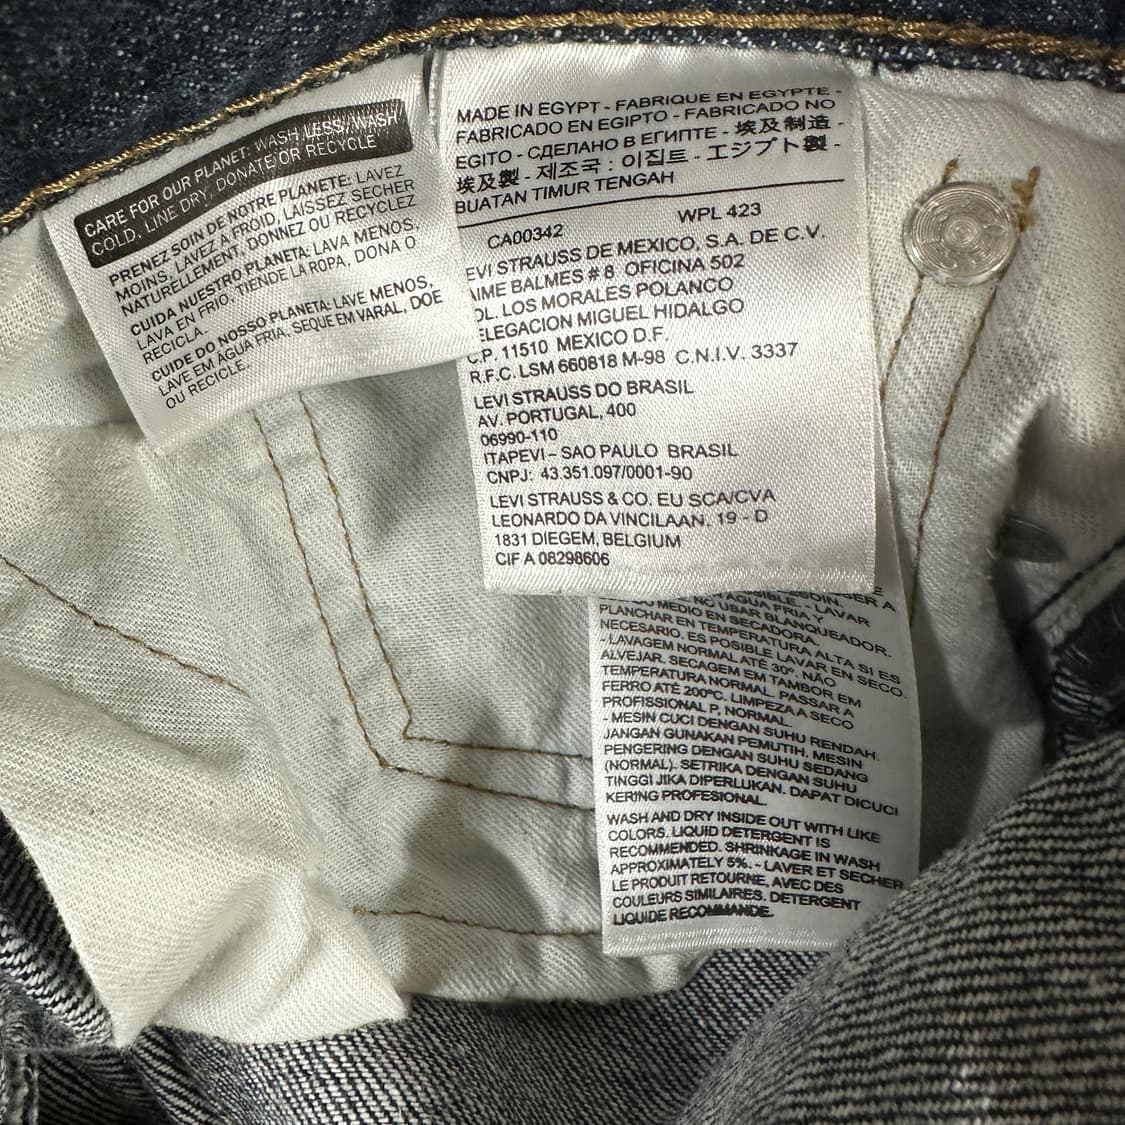 CARE FOR OUR PLANET: WASH LESS, WASH
COLD, LINE DRY, DONATE OR RECYCLE
PRENEZ SOIN DE NOTRE PLANETE: LAVEZ
MOINS, LAVEZ A FROID, LAISSEZ SECHER
NATURELLEMENT, DONNEZ OU RECYCLEZ
CUIDA NUESTRO PLANETA: LAVA MENOS,
LAVA EN FRIO, TIENDE LA ROPA, DONA O
RECICLA.
CUIDE DO NOSSO PLANETA: LAVE MENOS,
LAVE EM ÁGUA FRIA, SEQUE EM VARAL, DOE
OU RECICLE.
MADE IN EGYPT - FABRIQUE EN EGYPTE -
FABRICADO EN EGIPTO - FABRICADO NO
EGITO - СДЕЛАНО В ЕГИПТЕ - 埃及制造 -
埃及製 - 제조국 : 이집트 - エジプト製 -
BUATAN TIMUR TENGAH
WPL 423
CA00342
EVI STRAUSS DE MEXICO, S.A. DE C.V.
AIME BALMES # 8 OFICINA 502
OL. LOS MORALES POLANCO
ELEGACION MIGUEL HIDALGO
C.P. 11510 MEXICO D.F.
R.F.C. LSM 660818 M-98 C.N.I.V. 3337
LEVI STRAUSS DO BRASIL
AV. PORTUGAL, 400
06990-110
ITAPEVI - SAO PAULO BRASIL
CNPJ: 43.351.097/0001-90
LEVI STRAUSS & CO. EU SCA/CVA
LEONARDO DA VINCILAAN. 19 - D
1831 DIEGEM, BELGIUM
CIF A 08298606
SER A
SOIN. - LAVAR
AGUA FRIA Y
MEDIO NO USAR BLANQUEADOR.
PLANCHAR EN TEMPERATURA ALTA SI ES
EN SECADORA.
NECESARIO. ES POSIBLE LAVAR EN SECO.
- LAVAGEM NORMAL ATÉ 30º. NÃO
ALVEJAR. SECAGEM EM TAMBOR EM
TEMPERATURA NORMAL. PASSAR A
FERRO ATÉ 200ºC. LIMPEZA A SECO
PROFISSIONAL P, NORMAL.
- MESIN CUCI DENGAN SUHU RENDAH.
JANGAN GUNAKAN PEMUTIH. MESIN
PENGERING DENGAN SUHU SEDANG
(NORMAL). SETRIKA DENGAN SUHU
TINGGI JIKA DIPERLUKAN. DAPAT DICUCI
KERING PROFESIONAL.
WASH AND DRY INSIDE OUT WITH LIKE
COLORS. LIQUID DETERGENT IS
RECOMMENDED. SHRINKAGE IN WASH
APPROXIMATELY 5%. - LAVER ET SECHER
LE PRODUIT RETOURNE, AVEC DES
COULEURS SIMILAIRES. DETERGENT
LIQUIDE RECOMMANDE.